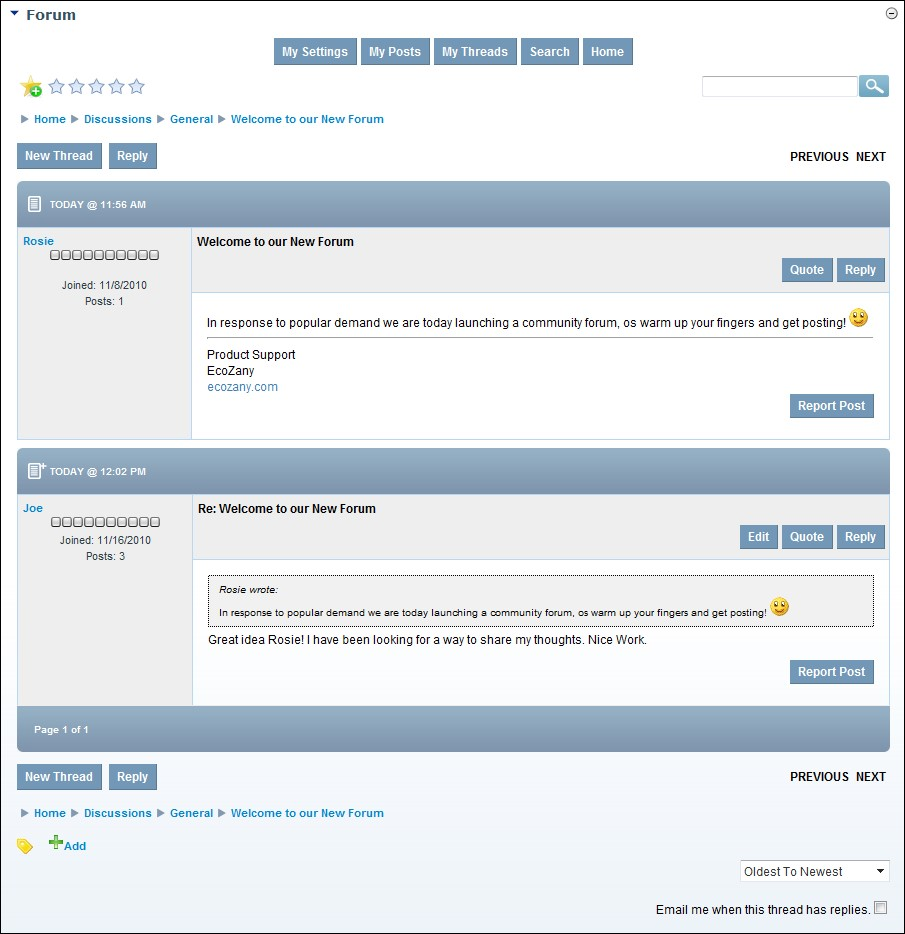 Forum
My Settings My Posts My Threads Search Home
Home Discussions General Welcome to our New Forum
New Thread Reply PREVIOUS NEXT
TODAY @ 11:56 AM
Rosie Welcome to our New Forum
Joined: 11/8/2010
Posts: 1
Quote Reply
In response to popular demand we are today launching a community forum, os warm up your fingers and get posting!
Product Support
EcoZany
ecozany.com
Report Post
TODAY @ 12:02 PM
Joe Re: Welcome to our New Forum
Joined: 11/16/2010
Posts: 3
Edit Quote Reply
Rosie wrote:
In response to popular demand we are today launching a community forum, os warm up your fingers and get posting!
Great idea Rosie! I have been looking for a way to share my thoughts. Nice Work.
Report Post
Page 1 of 1
New Thread Reply PREVIOUS NEXT
Home Discussions General Welcome to our New Forum
Add
Oldest To Newest
Email me when this thread has replies.